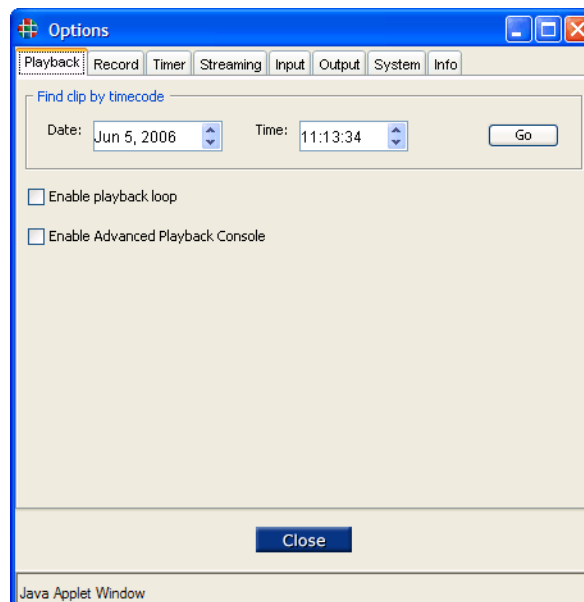 Options
Playback Record Timer Streaming Input Output System Info
Find clip by timecode
Date: Jun 5, 2006 Time: 11:13:34 Go
Enable playback loop
Enable Advanced Playback Console
Close
Java Applet Window